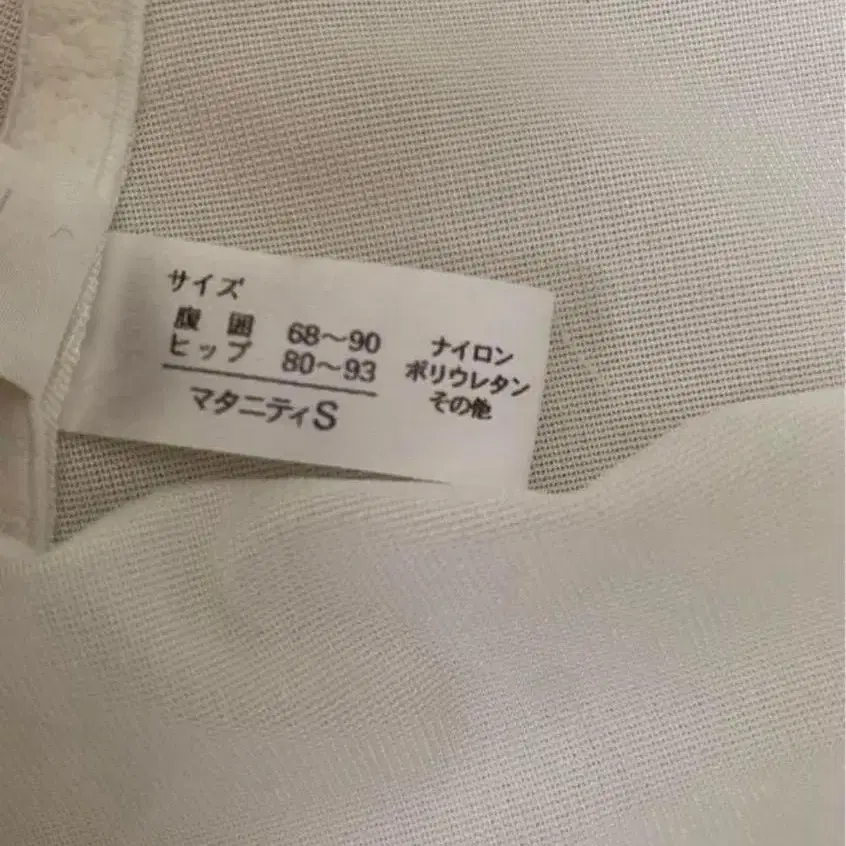 サイズ
腹囲 68～90
ヒップ 80～93
マタニティS
ナイロン
ポリウレタン
その他